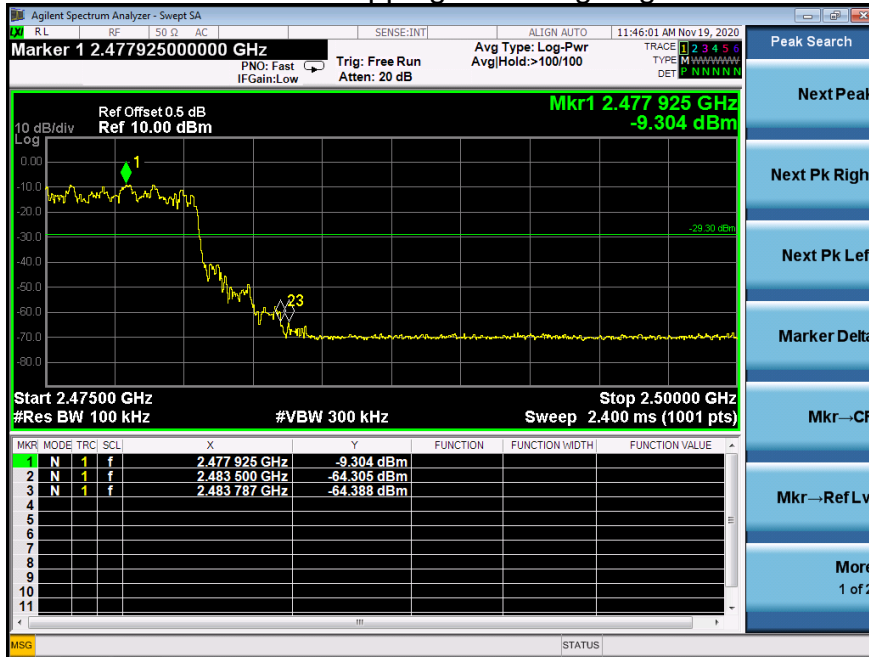 Agilent Spectrum Analyzer - Swept SA
LXI RL RF 50 Ω AC SENSE:INT ALIGN AUTO 11:46:01 AM Nov 19, 2020
Marker 1 2.477925000000 GHz
PNO: Fast
IFGain:Low
Trig: Free Run
Atten: 20 dB
Avg Type: Log-Pwr
Avg|Hold:>100/100
TRACE 1 2 3 4 5 6
TYPE M W W W W W
DET P N N N N N
Ref Offset 0.5 dB
10 dB/div Ref 10.00 dBm
Log
Mkr1 2.477 925 GHz
-9.304 dBm
0.00
-10.0
-20.0
-30.0
-40.0
-50.0
-60.0
-70.0
-80.0
1
-29.30 dBm
23
Start 2.47500 GHz Stop 2.50000 GHz
#Res BW 100 kHz #VBW 300 kHz Sweep 2.400 ms (1001 pts)
MKR MODE TRC SCL X Y FUNCTION FUNCTION WIDTH FUNCTION VALUE
1 N 1 f 2.477 925 GHz -9.304 dBm
2 N 1 f 2.483 500 GHz -64.305 dBm
3 N 1 f 2.483 787 GHz -64.388 dBm
4
5
6
7
8
9
10
11
MSG STATUS
Peak Search
Next Peak
Next Pk Righ
Next Pk Lef
Marker Delta
Mkr→CF
Mkr→Ref Lv
More
1 of 2